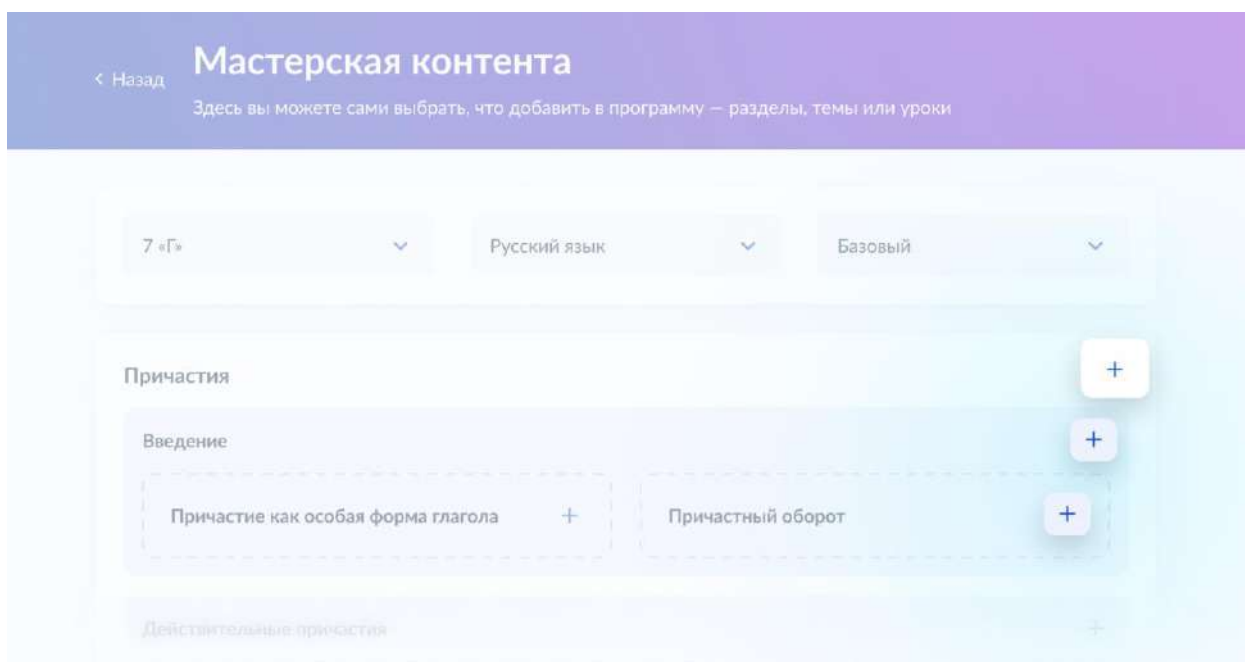 Мастерская контента
< Назад
Здесь вы можете сами выбрать, что добавить в программу — разделы, темы или уроки
7 «Г» Русский язык Базовый
Причастия +
Введение +
Причастие как особая форма глагола + Причастный оборот +
Действительные причастия +